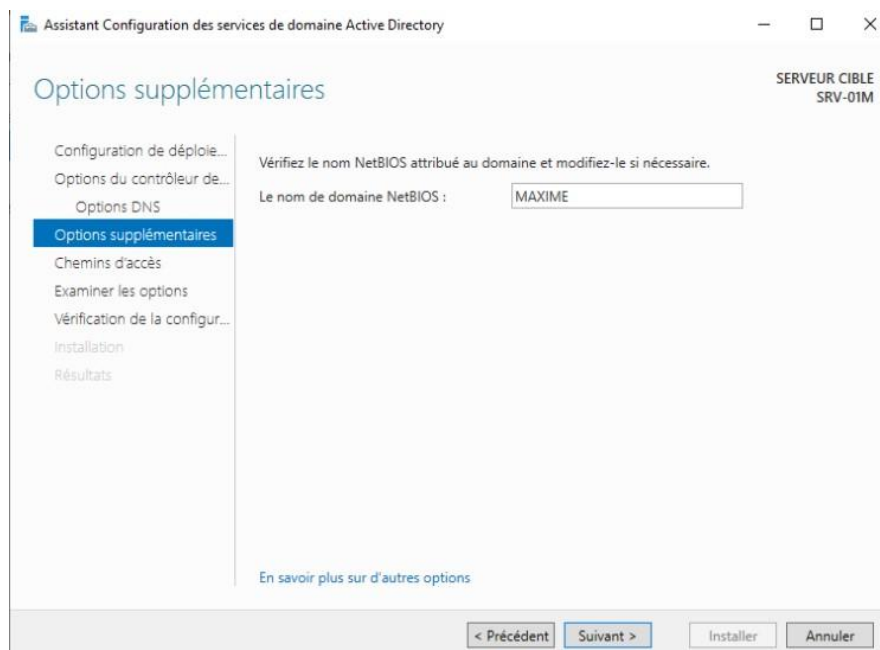 Assistant Configuration des services de domaine Active Directory
Options supplémentaires
SERVEUR CIBLE
SRV-01M
Configuration de déploie...
Options du contrôleur de...
Options DNS
Options supplémentaires
Chemins d'accès
Examiner les options
Vérification de la configur...
Installation
Résultats
Vérifiez le nom NetBIOS attribué au domaine et modifiez-le si nécessaire.
Le nom de domaine NetBIOS : MAXIME
En savoir plus sur d'autres options
< Précédent Suivant > Installer Annuler